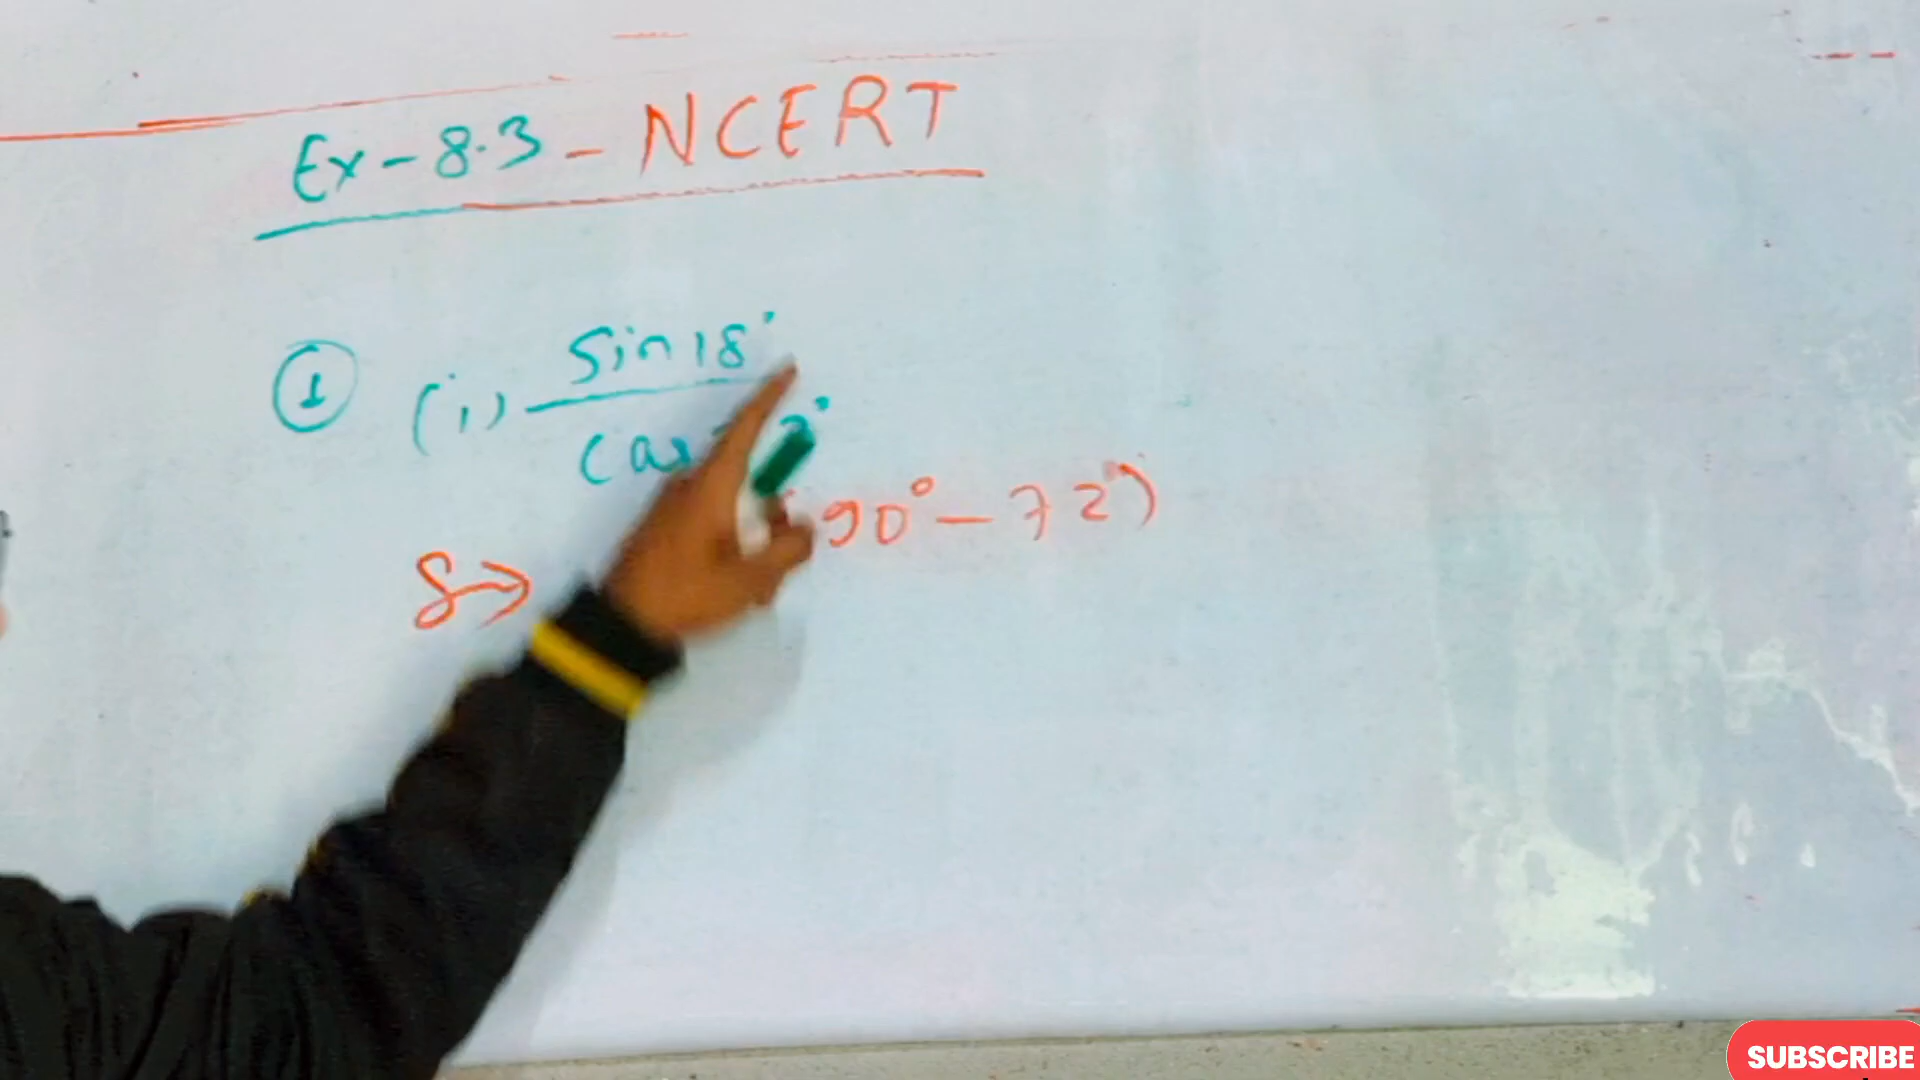 Ex - 8.3 - NCERT
① (i) Sin 18°
Cos
S→ (90° - 72°)
SUBSCRIBE